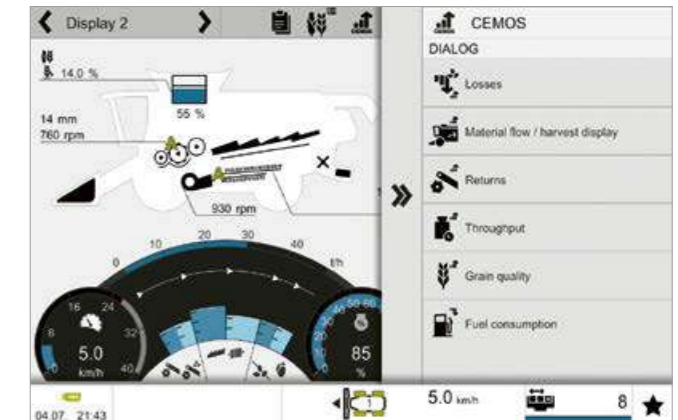 Display 2
CEMOS
CEMOS
DIALOG
14.0 %
55 %
14 mm
760 rpm
930 rpm
Losses
Material flow / harvest display
Returns
Throughput
Grain quality
Fuel consumption
0
10
20
30
40
t/h
0
8
16
24
32
40
5.0
km/h
85
%
04.07. 21:43
1
5.0 km/h
8